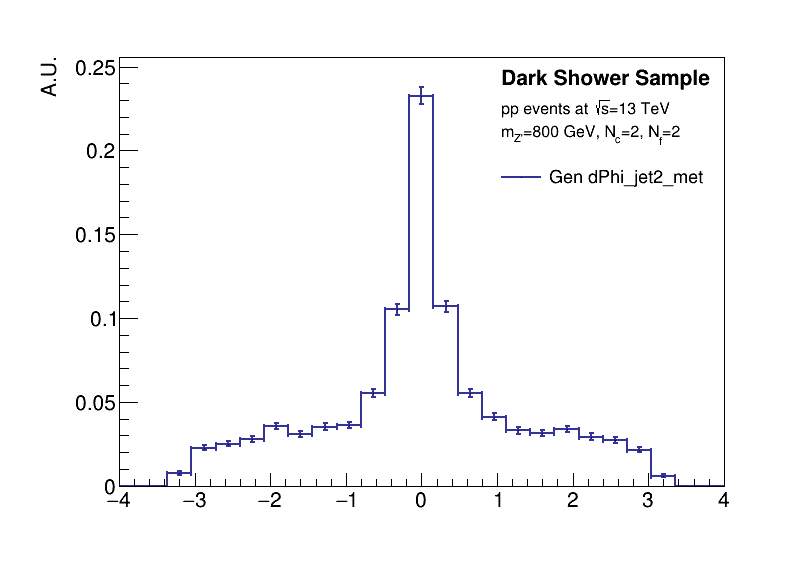 A.U.
0.25
0.2
0.15
0.1
0.05
0
−4 −3 −2 −1 0 1 2 3 4
Dark Shower Sample
pp events at √s=13 TeV
mZ'=800 GeV, Nc=2, Nf=2
Gen dPhi_jet2_met